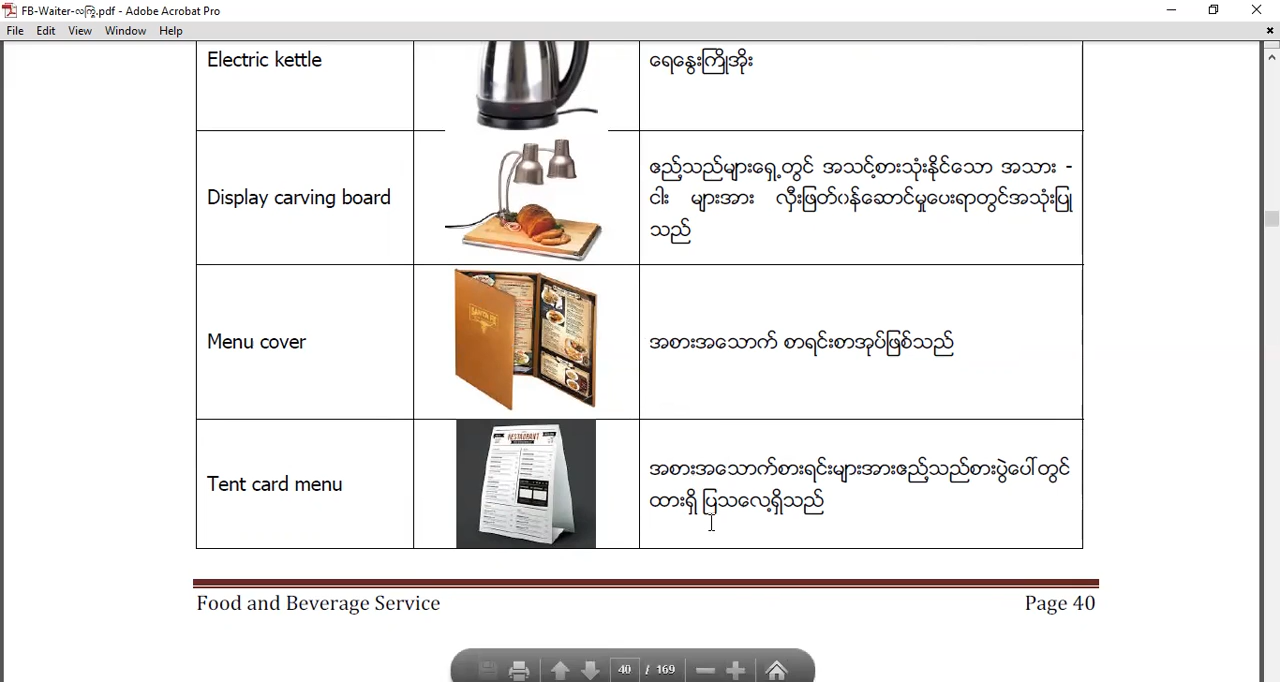 FB-Waiter-လက္စြဲ.pdf - Adobe Acrobat Pro
File Edit View Window Help
Electric kettle
ရေနွေးကြိုအိုး
Display carving board
ဧည့်သည်များရှေ့တွင် အသင့်စားသုံးနိုင်သော အသား -
ငါး များအား လှီးဖြတ်ဝန်ဆောင်မှုပေးရာတွင်အသုံးပြု
သည်
Menu cover
အစားအသောက် စာရင်းစာအုပ်ဖြစ်သည်
Tent card menu
RESTAURANT
အစားအသောက်စာရင်းများအားဧည့်သည်စားပွဲပေါ်တွင်
ထားရှိ ပြသလေ့ရှိသည်
Food and Beverage Service
Page 40
40 / 169